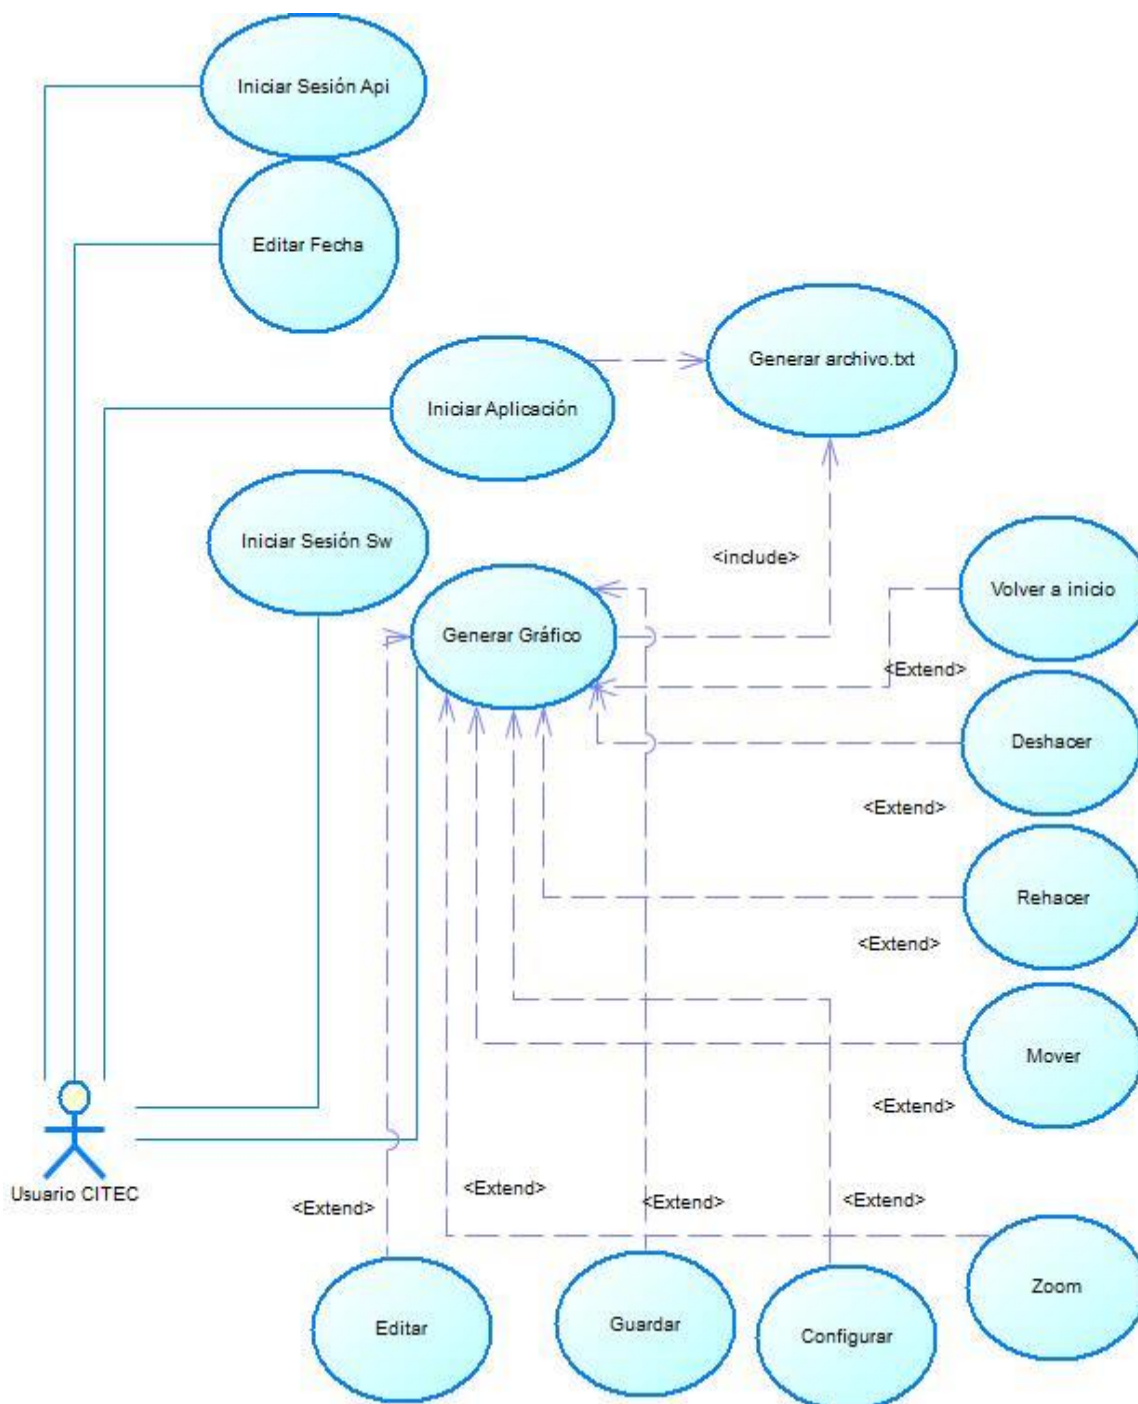 Iniciar Sesión Api
Editar Fecha
Generar archivo.txt
Iniciar Aplicación
Iniciar Sesión Sw
<include>
Volver a inicio
Generar Gráfico
<Extend>
Deshacer
<Extend>
Rehacer
<Extend>
Mover
<Extend>
Usuario CITEC
<Extend>
<Extend>
<Extend>
<Extend>
Zoom
Editar
Guardar
Configurar